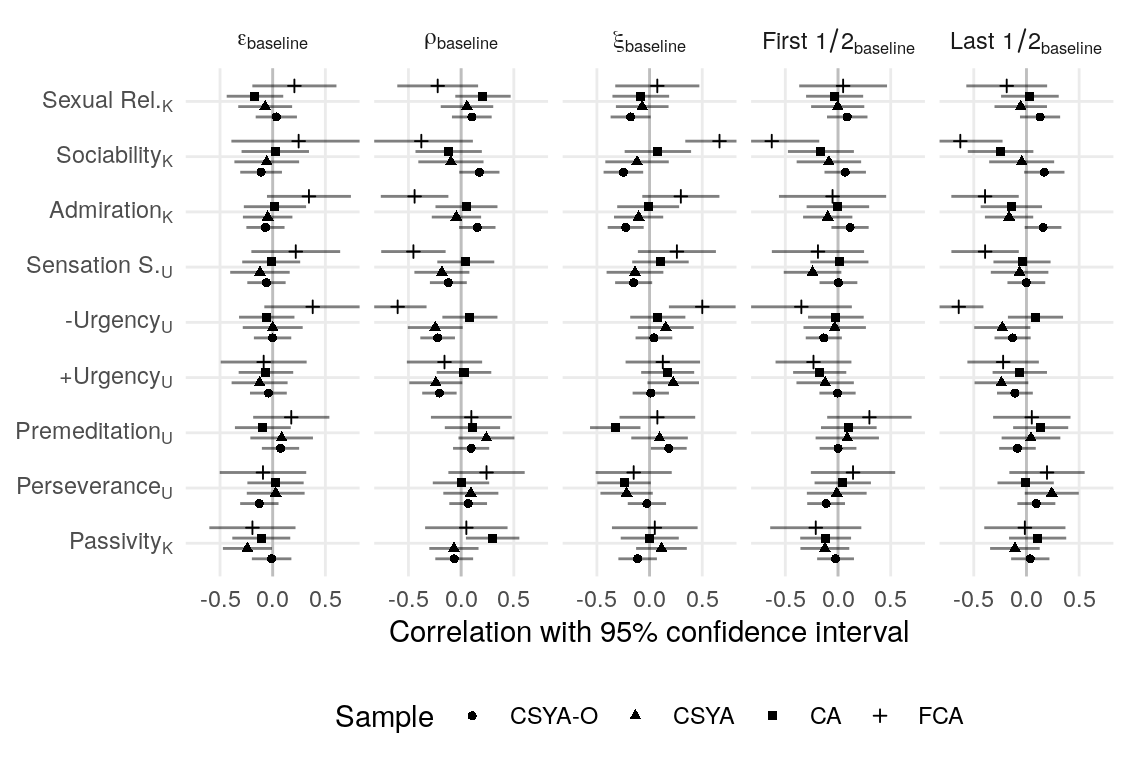 εbaseline ρbaseline ξbaseline First 1/2baseline Last 1/2baseline
Sexual Rel.K
SociabilityK
AdmirationK
Sensation S.U
-UrgencyU
+UrgencyU
PremeditationU
PerseveranceU
PassivityK
-0.5 0.0 0.5 -0.5 0.0 0.5 -0.5 0.0 0.5 -0.5 0.0 0.5 -0.5 0.0 0.5
Correlation with 95% confidence interval
Sample CSYA-O CSYA CA FCA